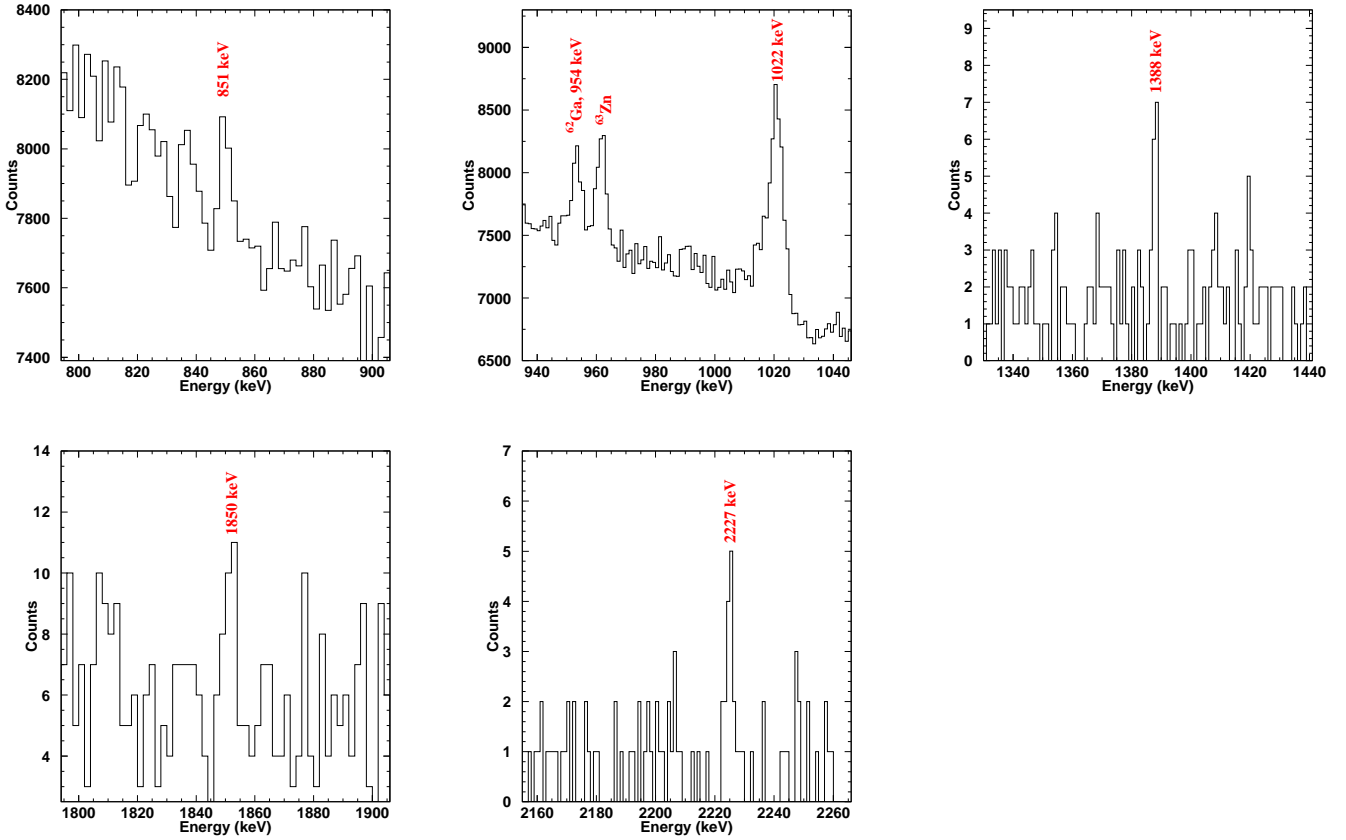 8400
8200
8000
7800
7600
7400
Counts
851 keV
800 820 840 860 880 900
Energy (keV)
9000
8500
8000
7500
7000
6500
Counts
62Ga, 954 keV
63Zn
1022 keV
940 960 980 1000 1020 1040
Energy (keV)
9
8
7
6
5
4
3
2
1
0
Counts
1388 keV
1340 1360 1380 1400 1420 1440
Energy (keV)
14
12
10
8
6
4
Counts
1850 keV
1800 1820 1840 1860 1880 1900
Energy (keV)
7
6
5
4
3
2
1
0
Counts
2227 keV
2160 2180 2200 2220 2240 2260
Energy (keV)